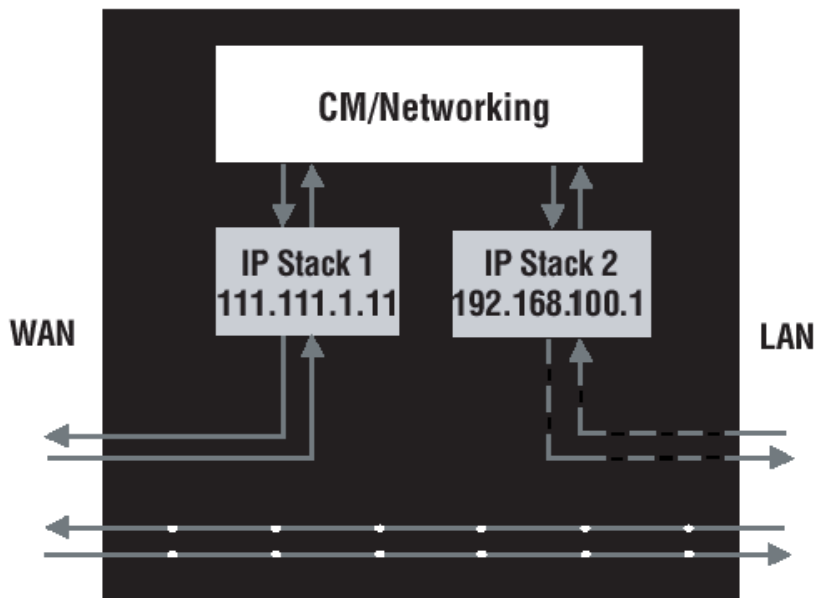 CM/Networking
IP Stack 1
111.111.1.11
IP Stack 2
192.168.100.1
WAN
LAN